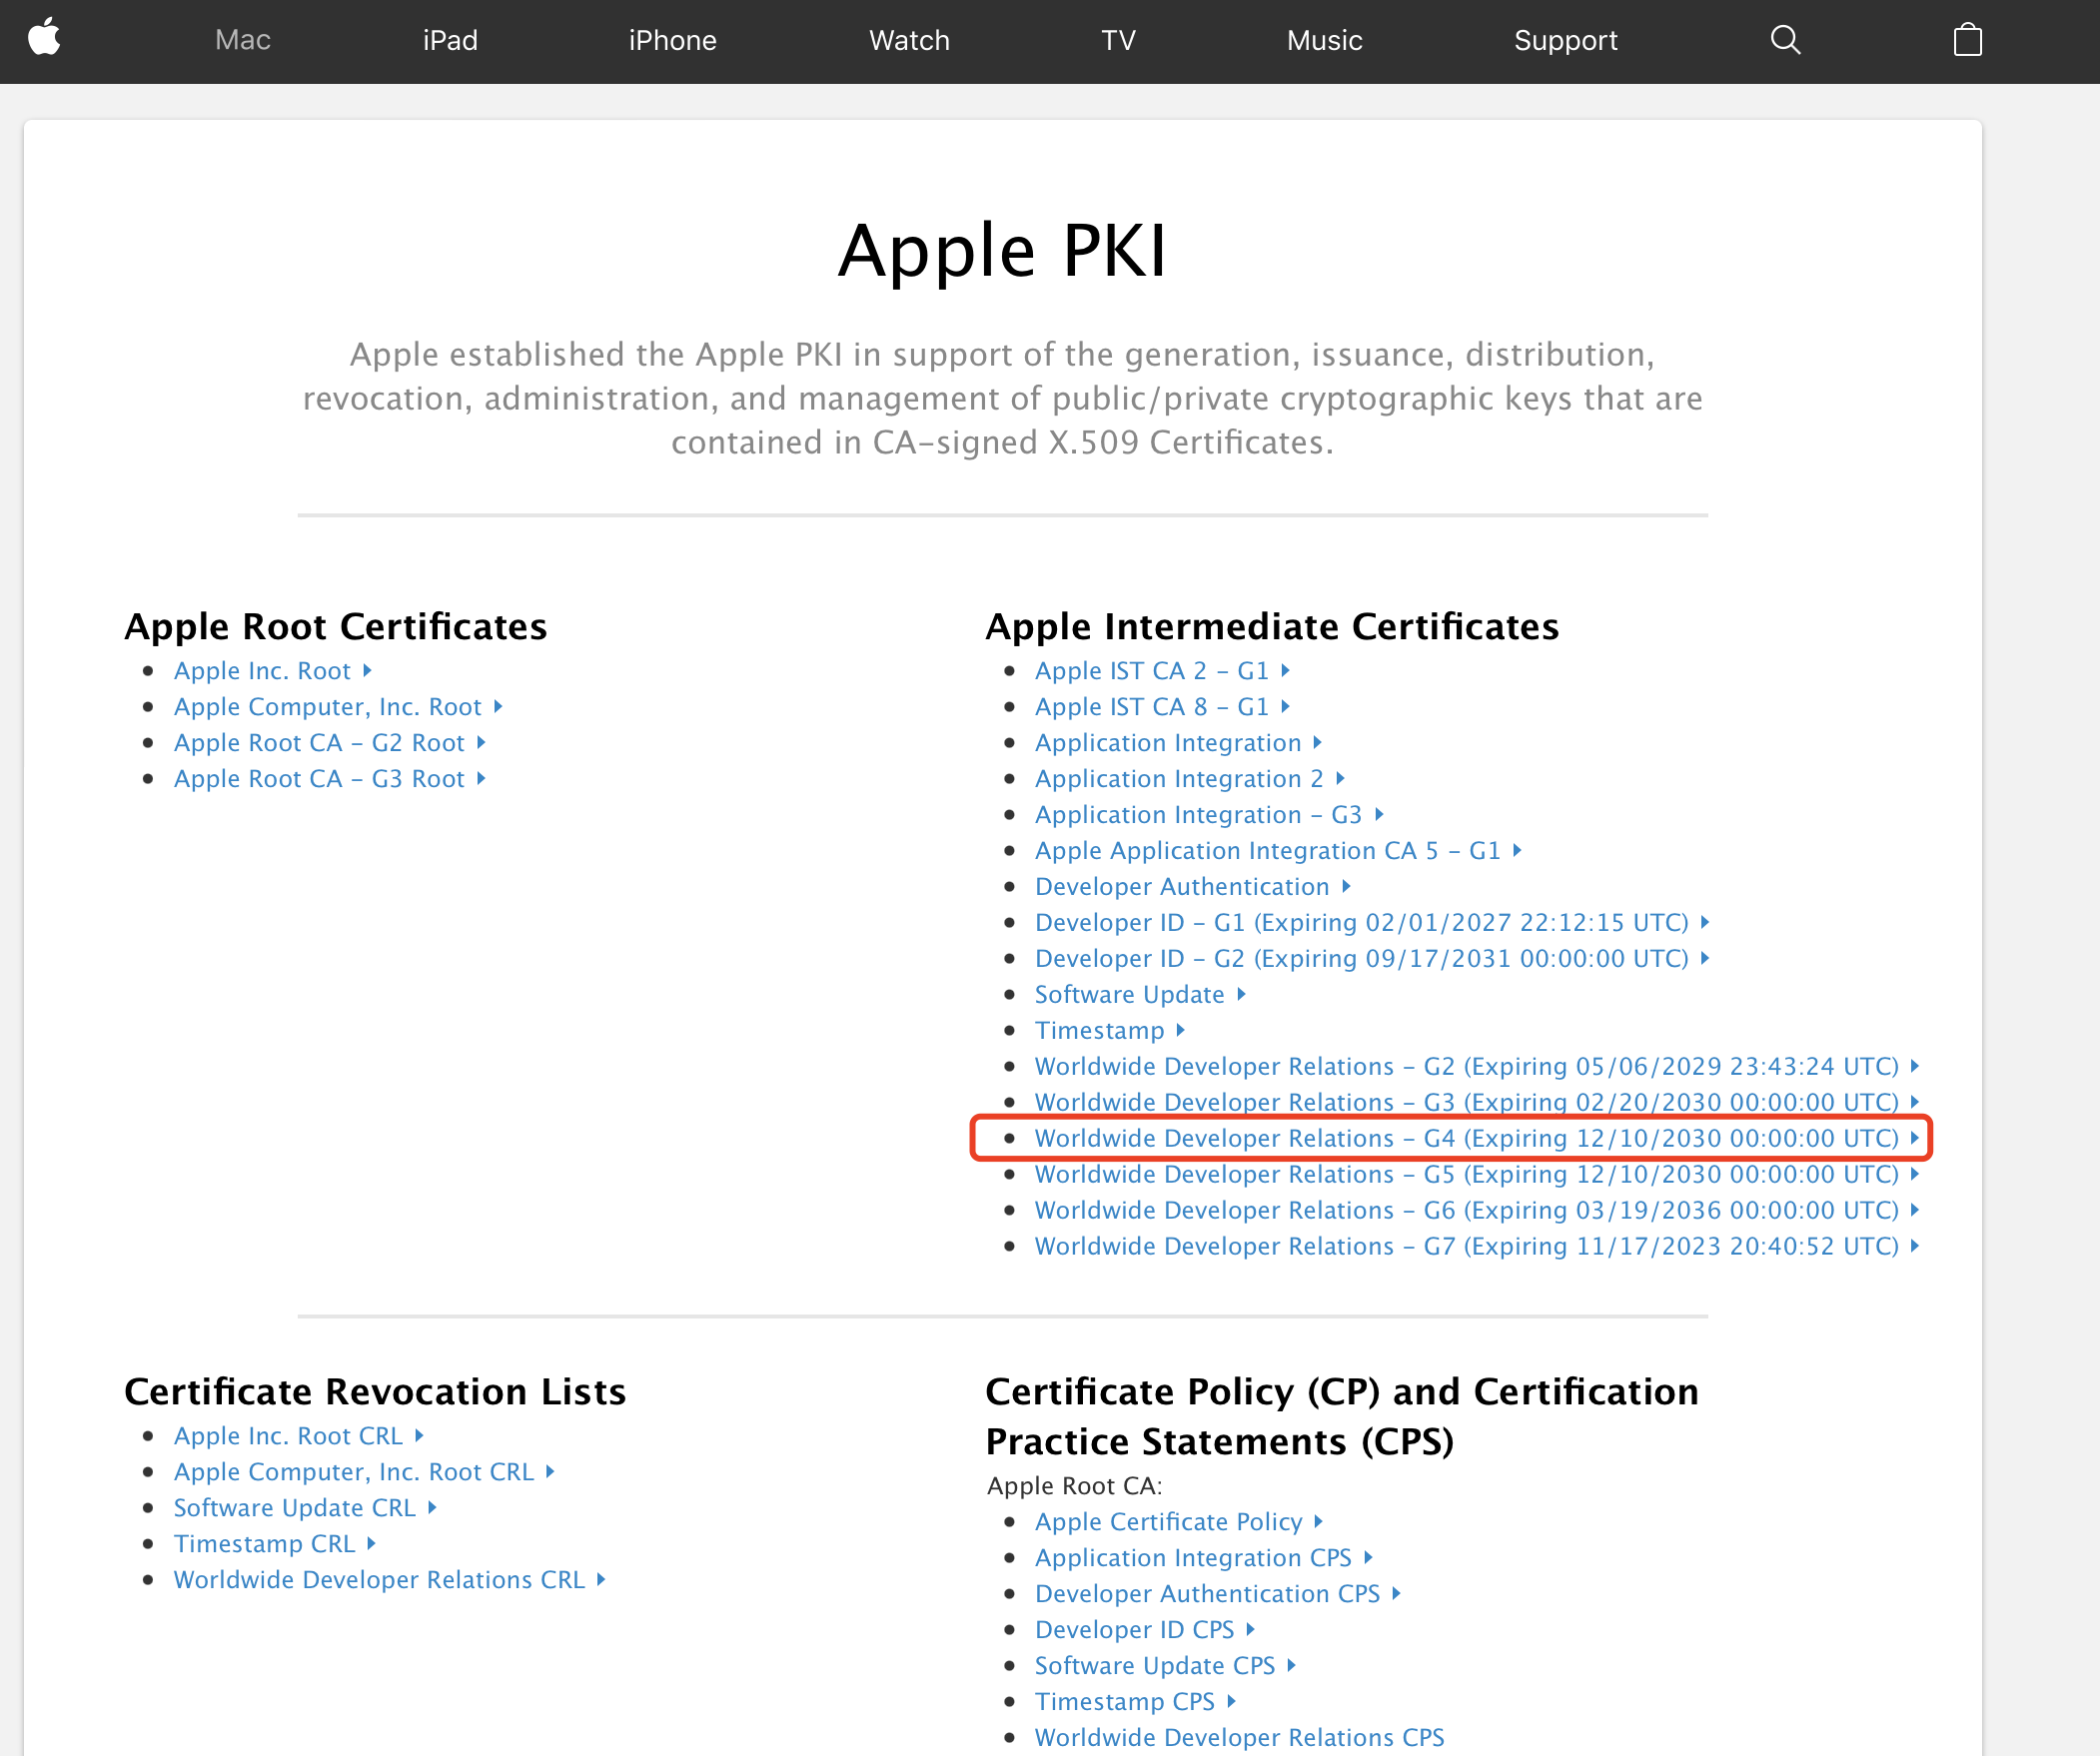 Mac iPad iPhone Watch TV Music Support
Apple PKI
Apple established the Apple PKI in support of the generation, issuance, distribution,
revocation, administration, and management of public/private cryptographic keys that are
contained in CA-signed X.509 Certificates.
Apple Root Certificates
Apple Inc. Root
Apple Computer, Inc. Root
Apple Root CA - G2 Root
Apple Root CA - G3 Root
Apple Intermediate Certificates
Apple IST CA 2 - G1
Apple IST CA 8 - G1
Application Integration
Application Integration 2
Application Integration - G3
Apple Application Integration CA 5 - G1
Developer Authentication
Developer ID - G1 (Expiring 02/01/2027 22:12:15 UTC)
Developer ID - G2 (Expiring 09/17/2031 00:00:00 UTC)
Software Update
Timestamp
Worldwide Developer Relations - G2 (Expiring 05/06/2029 23:43:24 UTC)
Worldwide Developer Relations - G3 (Expiring 02/20/2030 00:00:00 UTC)
Worldwide Developer Relations - G4 (Expiring 12/10/2030 00:00:00 UTC)
Worldwide Developer Relations - G5 (Expiring 12/10/2030 00:00:00 UTC)
Worldwide Developer Relations - G6 (Expiring 03/19/2036 00:00:00 UTC)
Worldwide Developer Relations - G7 (Expiring 11/17/2023 20:40:52 UTC)
Certificate Revocation Lists
Apple Inc. Root CRL
Apple Computer, Inc. Root CRL
Software Update CRL
Timestamp CRL
Worldwide Developer Relations CRL
Certificate Policy (CP) and Certification
Practice Statements (CPS)
Apple Root CA:
Apple Certificate Policy
Application Integration CPS
Developer Authentication CPS
Developer ID CPS
Software Update CPS
Timestamp CPS
Worldwide Developer Relations CPS